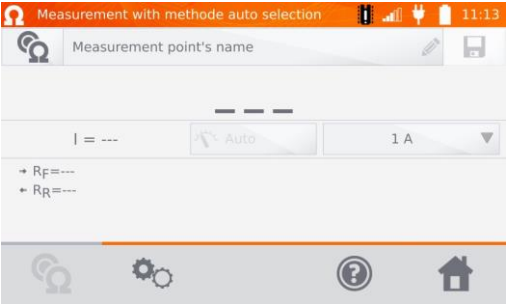 Ω Measurement with methode auto selection 11:13
Measurement point's name
---
I = --- Auto 1 A
→ RF=---
← RR=---